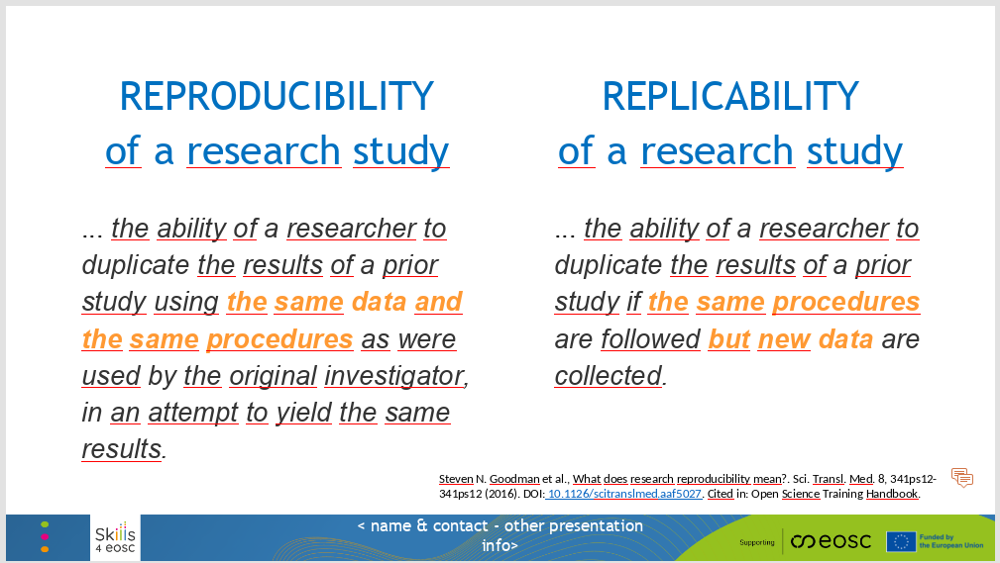 REPRODUCIBILITY
of a research study
... the ability of a researcher to
duplicate the results of a prior
study using the same data and
the same procedures as were
used by the original investigator,
in an attempt to yield the same
results.
REPLICABILITY
of a research study
... the ability of a researcher to
duplicate the results of a prior
study if the same procedures
are followed but new data are
collected.
Steven N. Goodman et al., What does research reproducibility mean?. Sci. Transl. Med. 8, 341ps12-
341ps12 (2016). DOI: 10.1126/scitranslmed.aaf5027. Cited in: Open Science Training Handbook.
Skills
4 eosc
< name & contact - other presentation
info>
Supporting
eosc
Funded by
the European Union